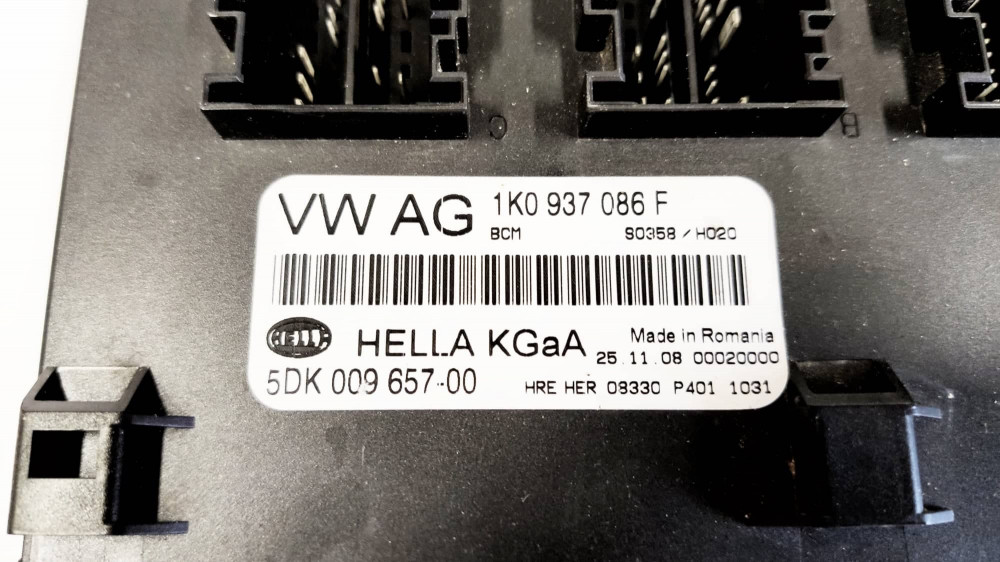 VW AG 1K0 937 086 F
BCM S0358 / H020
HELLA
HELLA KGaA Made in Romania
25.11.08 00020000
5DK 009 657-00 HRE HER 08330 P401 1031